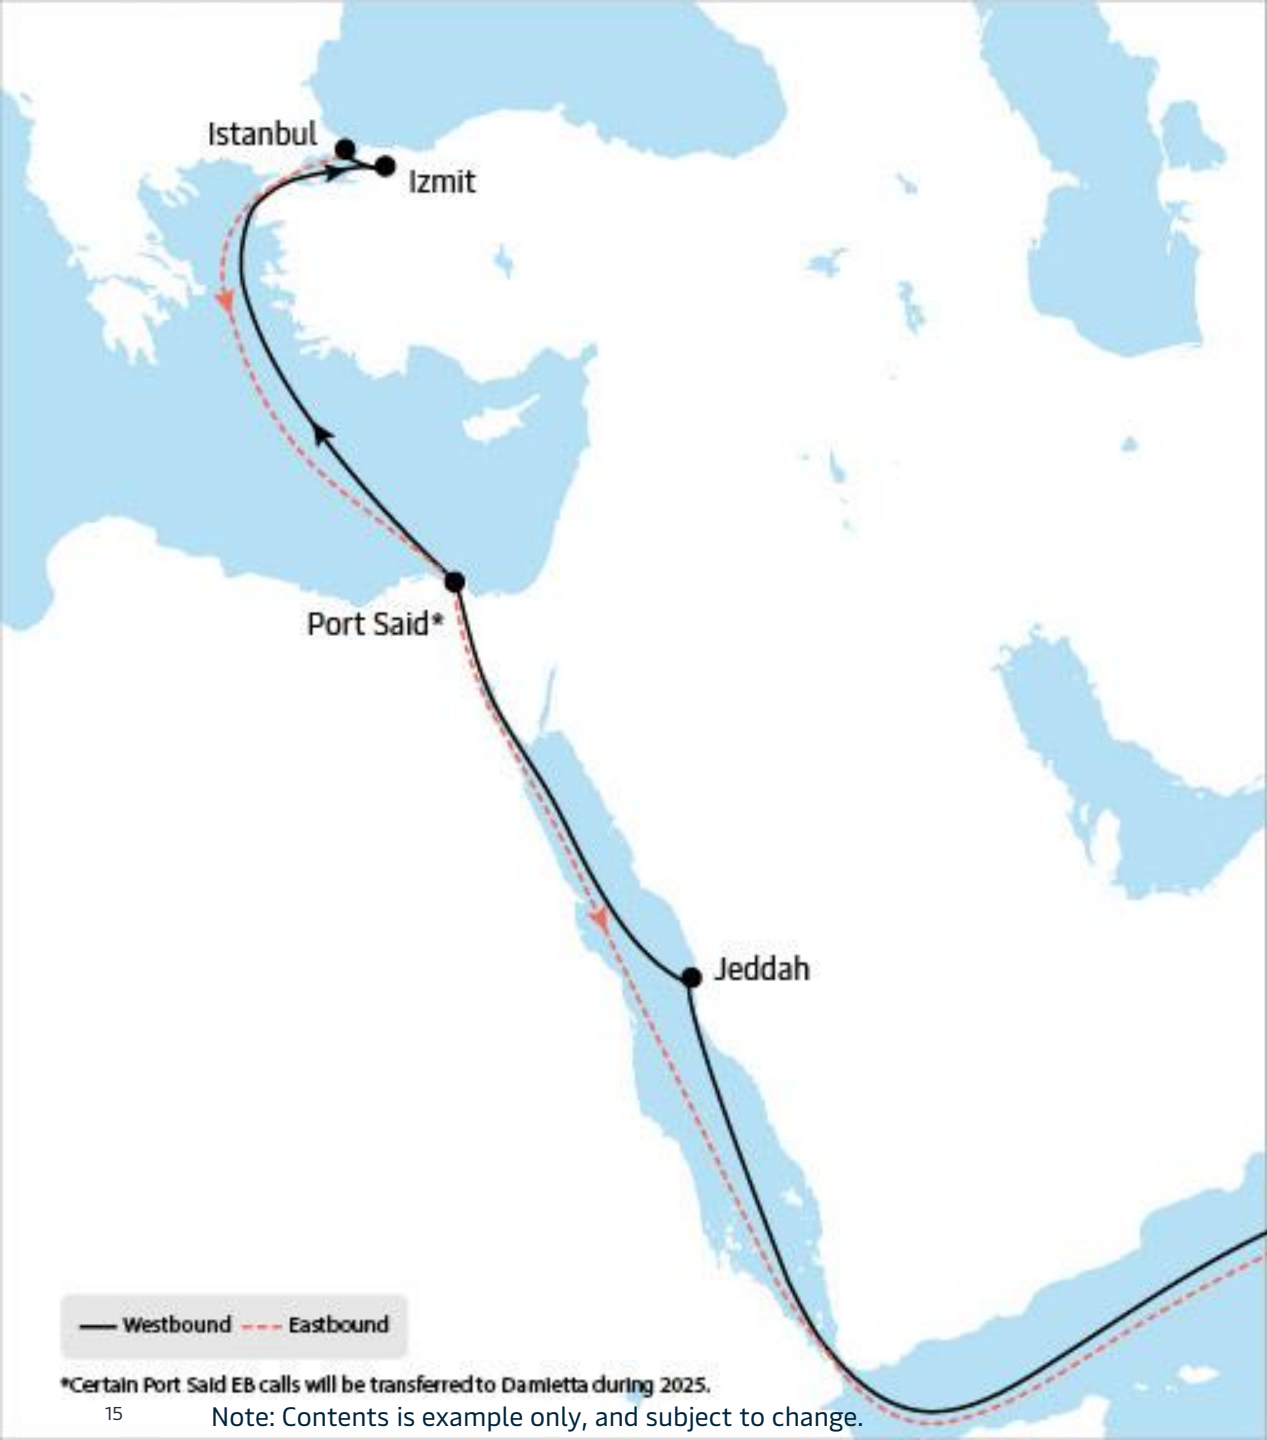 Istanbul
Izmit
Port Said*
Jeddah
Westbound Eastbound
*Certain Port Said EB calls will be transferred to Damietta during 2025.
15 Note: Contents is example only, and subject to change.